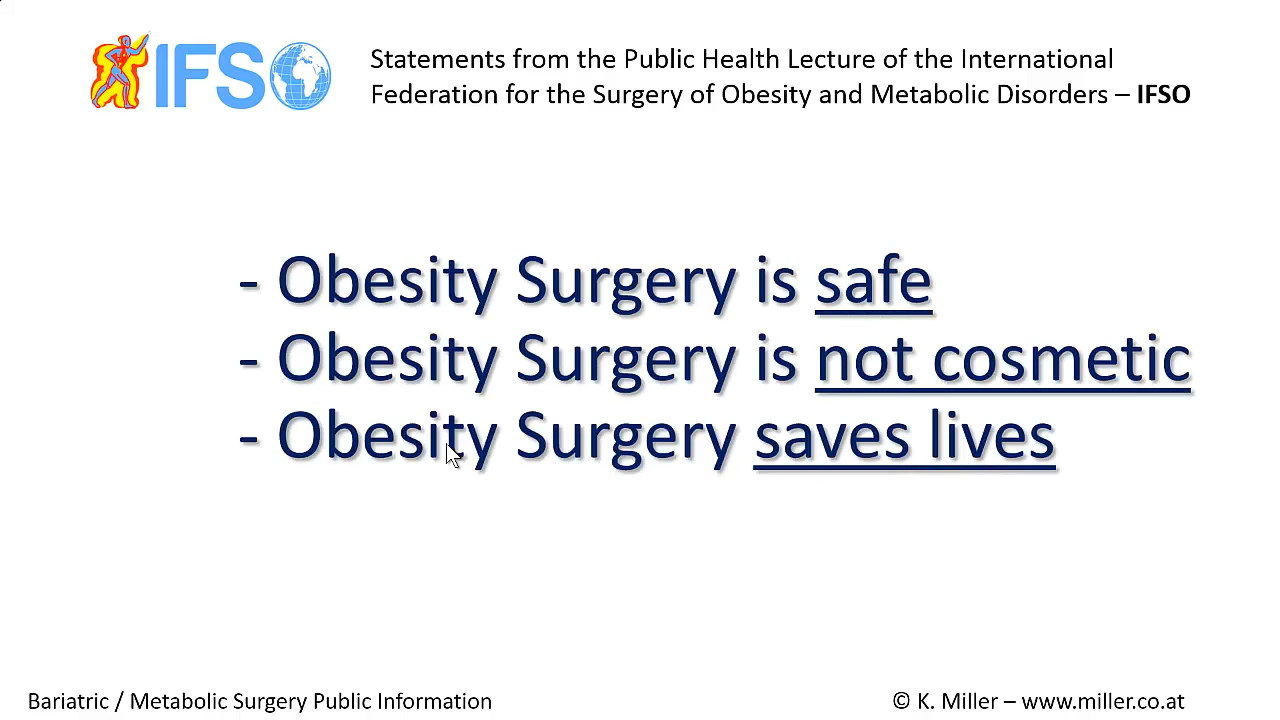 IFSO
Statements from the Public Health Lecture of the International
Federation for the Surgery of Obesity and Metabolic Disorders – IFSO
- Obesity Surgery is safe
- Obesity Surgery is not cosmetic
- Obesity Surgery saves lives
Bariatric / Metabolic Surgery Public Information
© K. Miller – www.miller.co.at